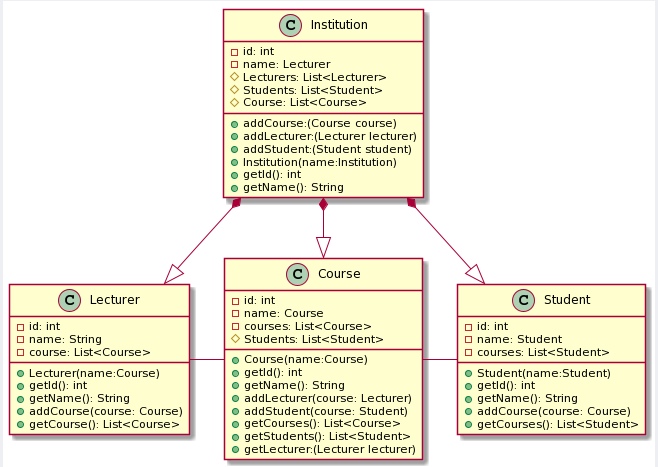 C Institution
id: int
name: Lecturer
Lecturers: List<Lecturer>
Students: List<Student>
Course: List<Course>
addCourse:(Course course)
addLecturer:(Lecturer lecturer)
addStudent:(Student student)
Institution(name:Institution)
getId(): int
getName(): String
C Lecturer
id: int
name: String
course: List<Course>
Lecturer(name:Course)
getId(): int
getName(): String
addCourse(course: Course)
getCourse(): List<Course>
C Course
id: int
name: Course
courses: List<Course>
Students: List<Student>
Course(name:Course)
getId(): int
getName(): String
addLecturer(course: Lecturer)
addStudent(course: Student)
getCourses(): List<Course>
getStudents(): List<Student>
getLecturer:(Lecturer lecturer)
C Student
id: int
name: Student
courses: List<Student>
Student(name:Student)
getId(): int
getName(): String
addCourse(course: Course)
getCourses(): List<Student>